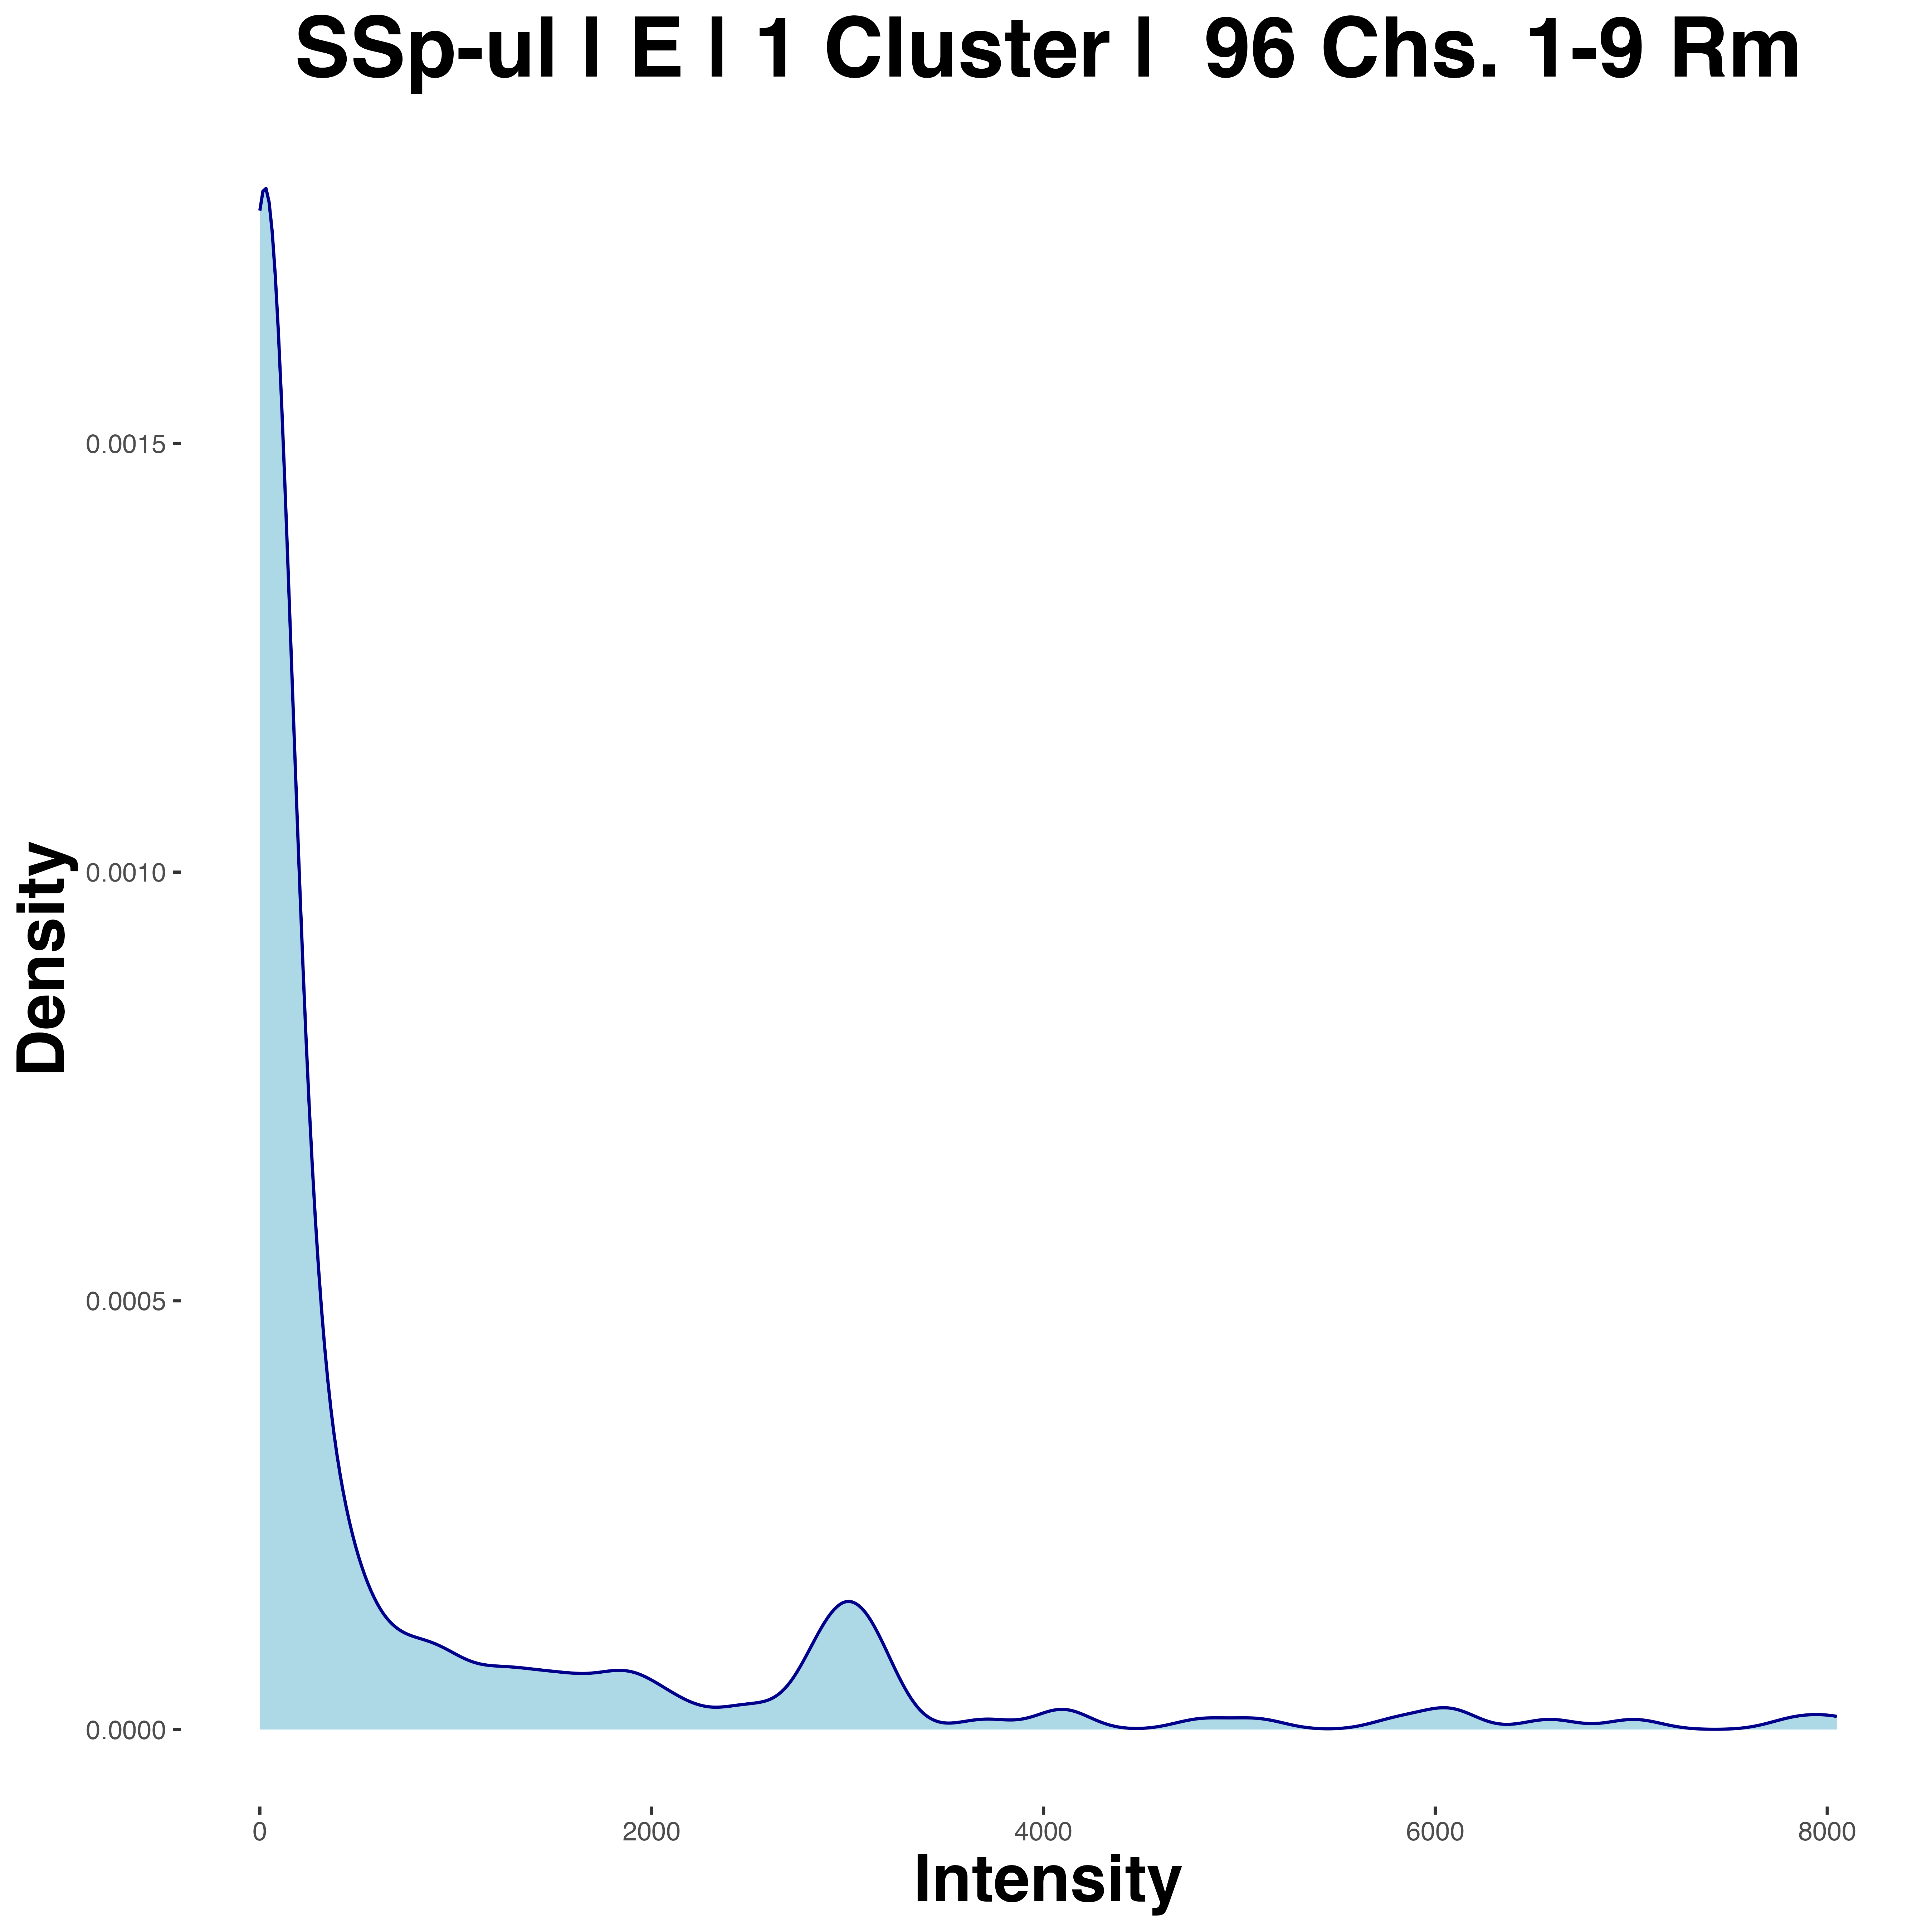 SSp-ul | E | 1 Cluster |  96 Chs. 1-9 Rm
Density
0.0015
0.0010
0.0005
0.0000
0 2000 4000 6000 8000
Intensity